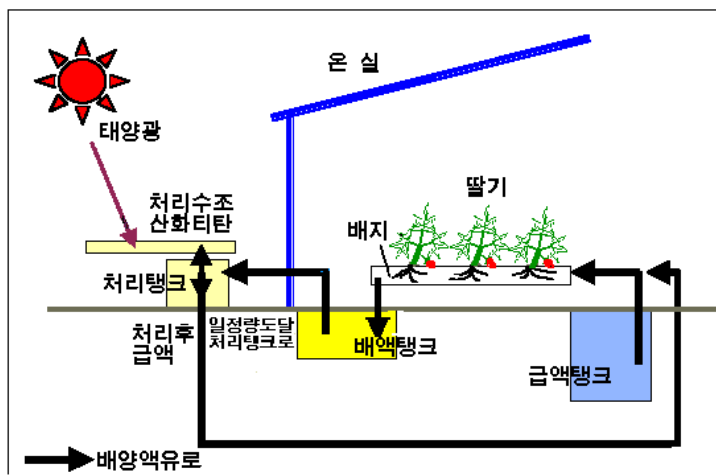 온 실
태양광
처리수조
산화티탄
딸기
배지
처리탱크
처리후
급액
일정량도달
처리탱크로
배액탱크
급액탱크
배양액유로